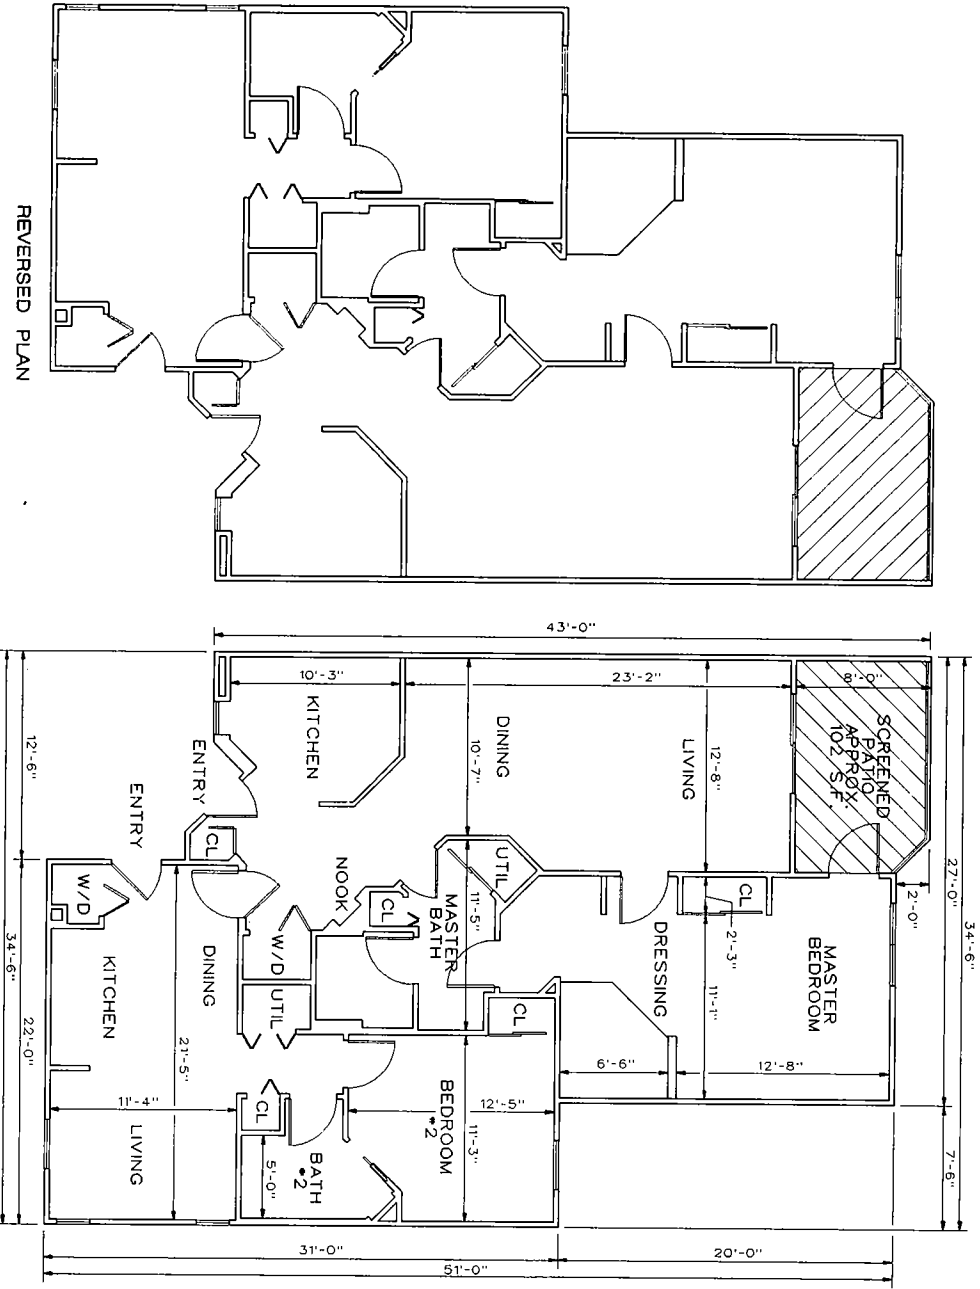 REVERSED PLAN
43'-0"
10'-3"
23'-2"
8'-0"
KITCHEN
DINING
10'-7"
LIVING
12'-8"
SCREENED
PATIO
APPROX.
102 S.F.
27'-0"
34'-6"
2'-0"
12'-6"
ENTRY
ENTRY
CL
NOOK
UTIL
CL
MASTER
BATH
11'-5"
CL
2'-3"
DRESSING
MASTER
BEDROOM
11'-1"
W/D
W/D
DINING
KITCHEN
UTIL
CL
6'-6"
12'-8"
21'-5"
11'-4"
LIVING
CL
BATH
#2
5'-0"
BEDROOM
#2
12'-5"
11'-3"
34'-6"
22'-0"
7'-6"
31'-0"
20'-0"
51'-0"